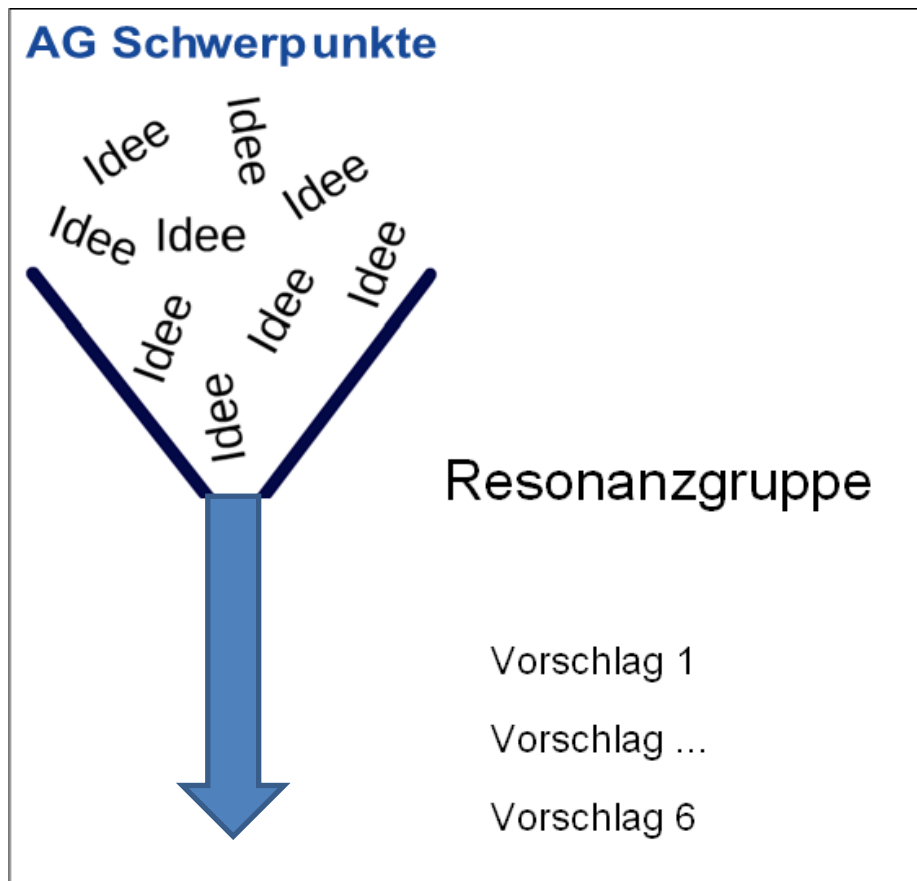 AG Schwerpunkte
Idee
Idee
Idee
Idee
Idee
Idee
Idee
Idee
Idee
Resonanzgruppe
Vorschlag 1
Vorschlag ...
Vorschlag 6